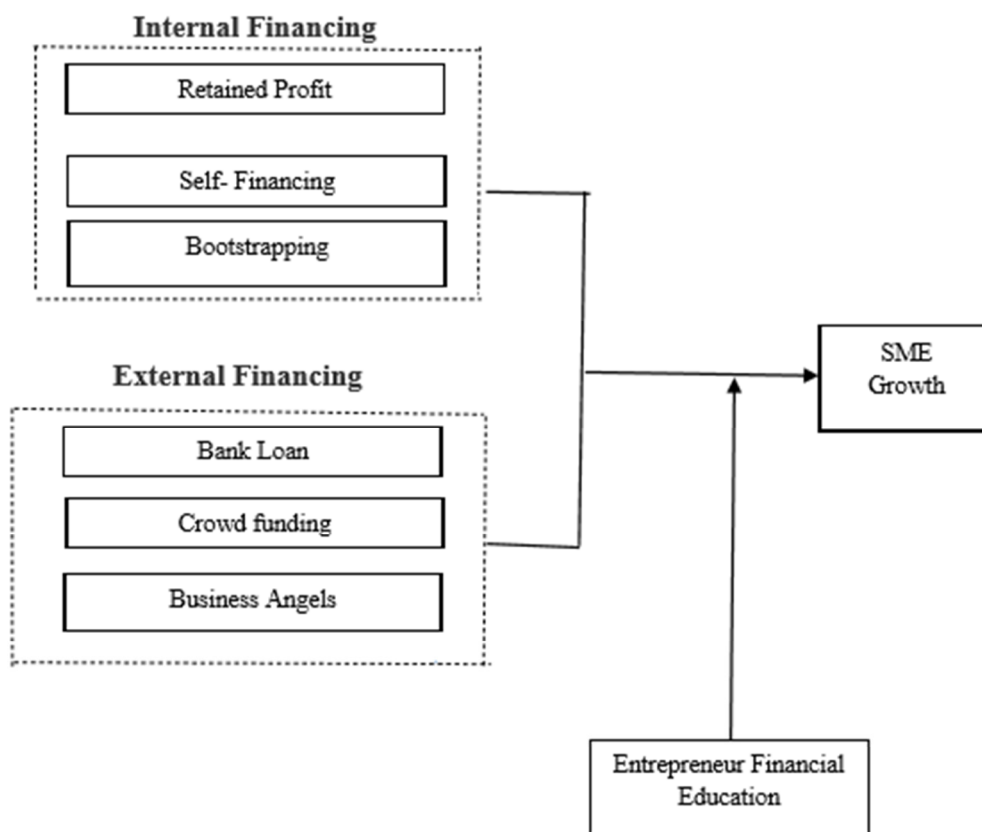 Internal Financing
Retained Profit
Self- Financing
Bootstrapping
External Financing
Bank Loan
Crowd funding
Business Angels
SME
Growth
Entrepreneur Financial
Education